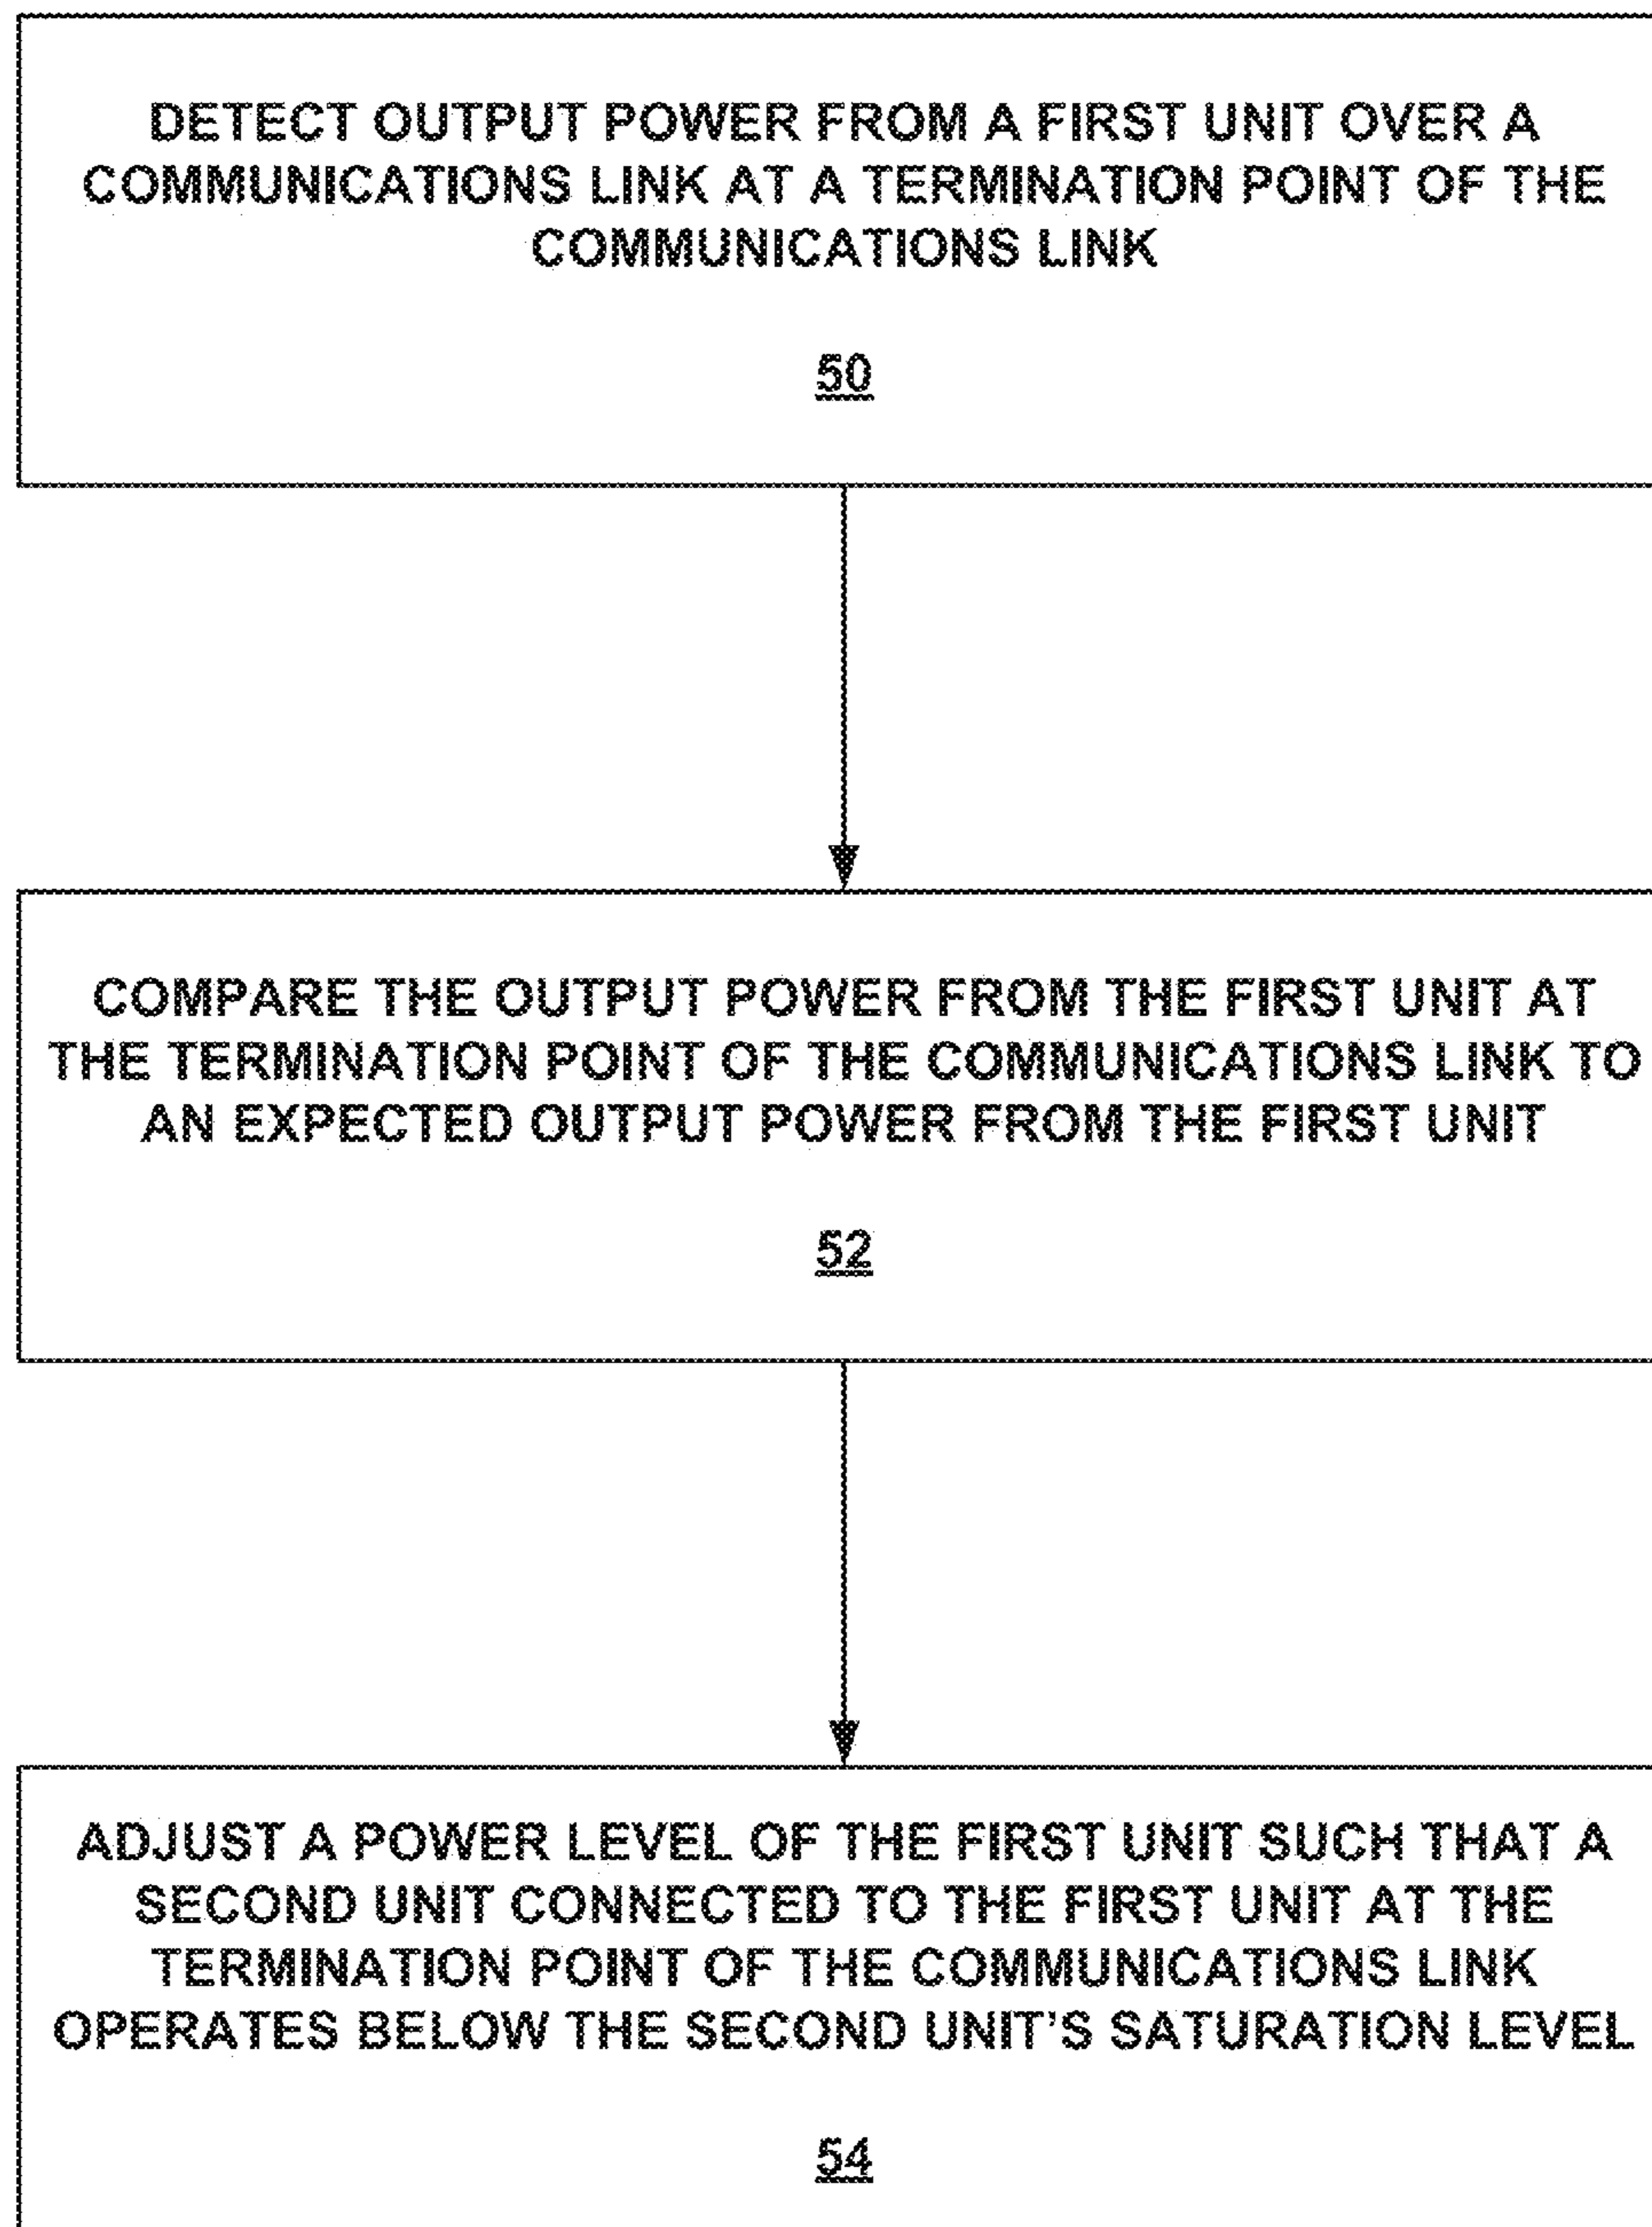 DETECT OUTPUT POWER FROM A FIRST UNIT OVER A
COMMUNICATIONS LINK AT A TERMINATION POINT OF THE
COMMUNICATIONS LINK
50
COMPARE THE OUTPUT POWER FROM THE FIRST UNIT AT
THE TERMINATION POINT OF THE COMMUNICATIONS LINK TO
AN EXPECTED OUTPUT POWER FROM THE FIRST UNIT
52
ADJUST A POWER LEVEL OF THE FIRST UNIT SUCH THAT A
SECOND UNIT CONNECTED TO THE FIRST UNIT AT THE
TERMINATION POINT OF THE COMMUNICATIONS LINK
OPERATES BELOW THE SECOND UNIT’S SATURATION LEVEL
54